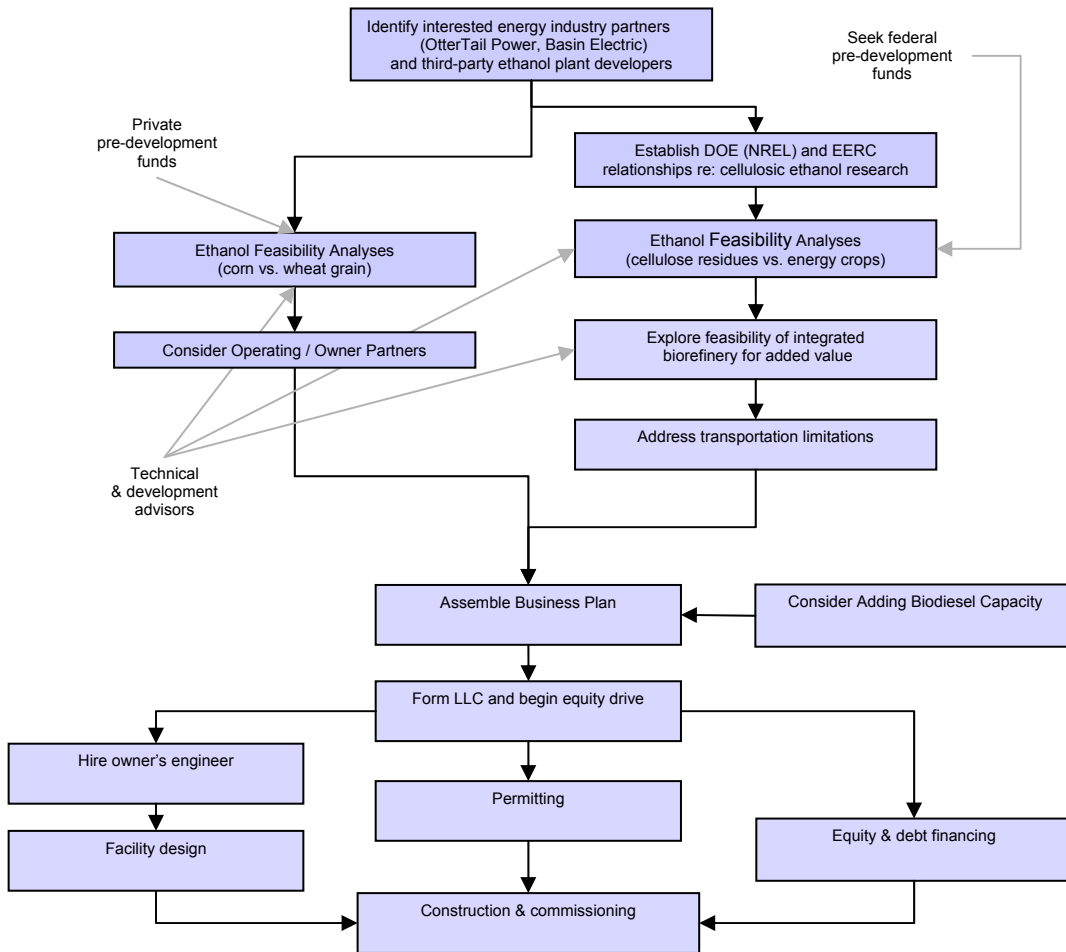 Identify interested energy industry partners
(OtterTail Power, Basin Electric)
and third-party ethanol plant developers
Seek federal
pre-development
funds
Private
pre-development
funds
Establish DOE (NREL) and EERC
relationships re: cellulosic ethanol research
Ethanol Feasibility Analyses
(corn vs. wheat grain)
Ethanol Feasibility Analyses
(cellulose residues vs. energy crops)
Consider Operating / Owner Partners
Explore feasibility of integrated
biorefinery for added value
Address transportation limitations
Technical
& development
advisors
Assemble Business Plan
Consider Adding Biodiesel Capacity
Form LLC and begin equity drive
Hire owner's engineer
Permitting
Facility design
Equity & debt financing
Construction & commissioning